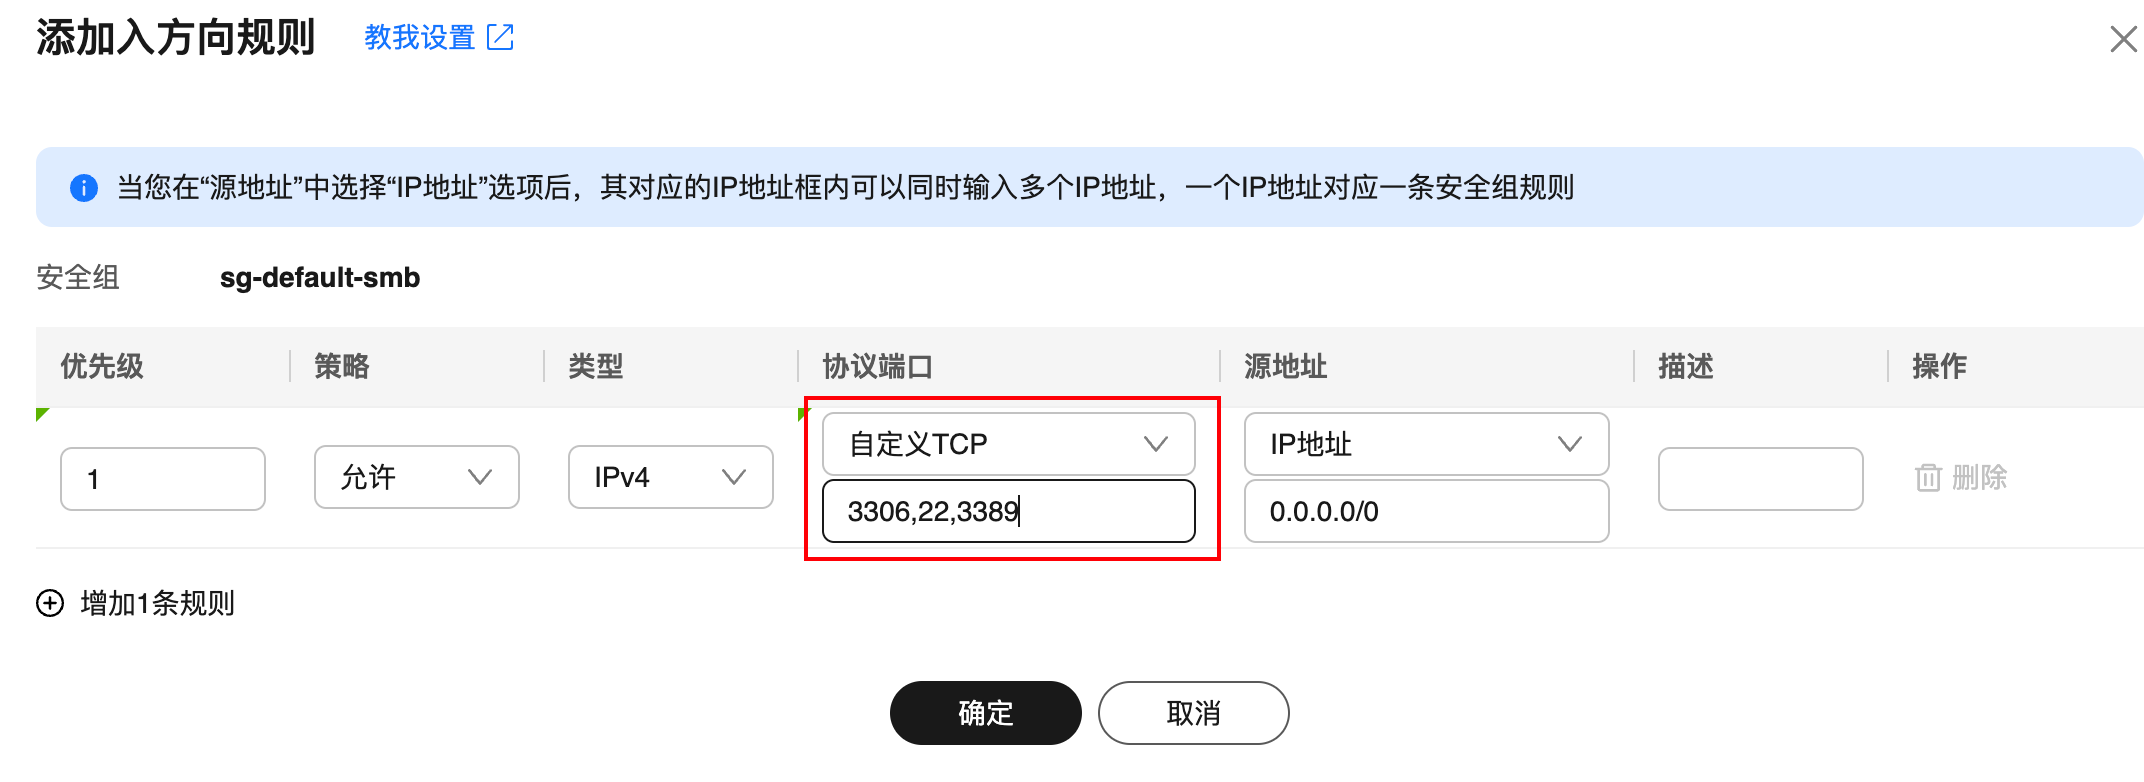 添加入方向规则 教我设置
当您在“源地址”中选择“IP地址”选项后，其对应的IP地址框内可以同时输入多个IP地址，一个IP地址对应一条安全组规则
安全组 sg-default-smb
优先级 策略 类型 协议端口 源地址 描述 操作
自定义TCP IP地址
1 允许 IPv4 删除
3306,22,3389 0.0.0.0/0
增加1条规则
确定 取消